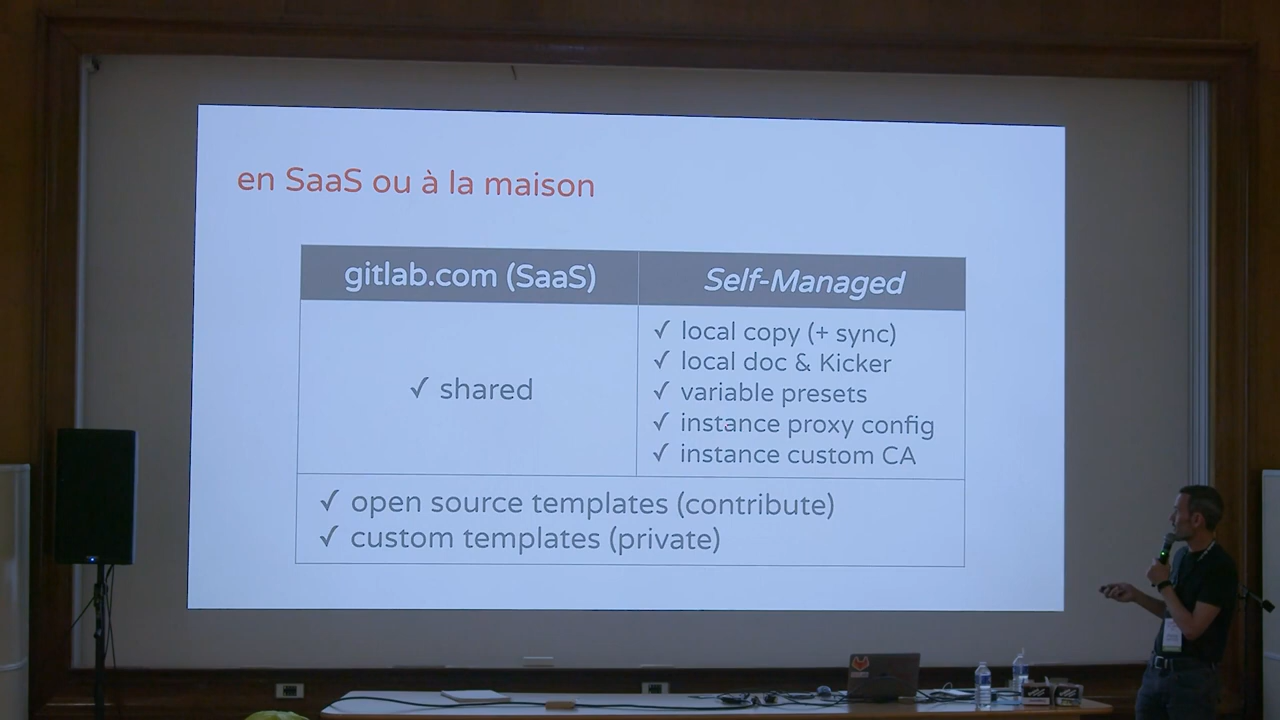 en SaaS ou à la maison
gitlab.com (SaaS)
Self-Managed
✓ shared
✓ local copy (+ sync)
✓ local doc & Kicker
✓ variable presets
✓ instance proxy config
✓ instance custom CA
✓ open source templates (contribute)
✓ custom templates (private)